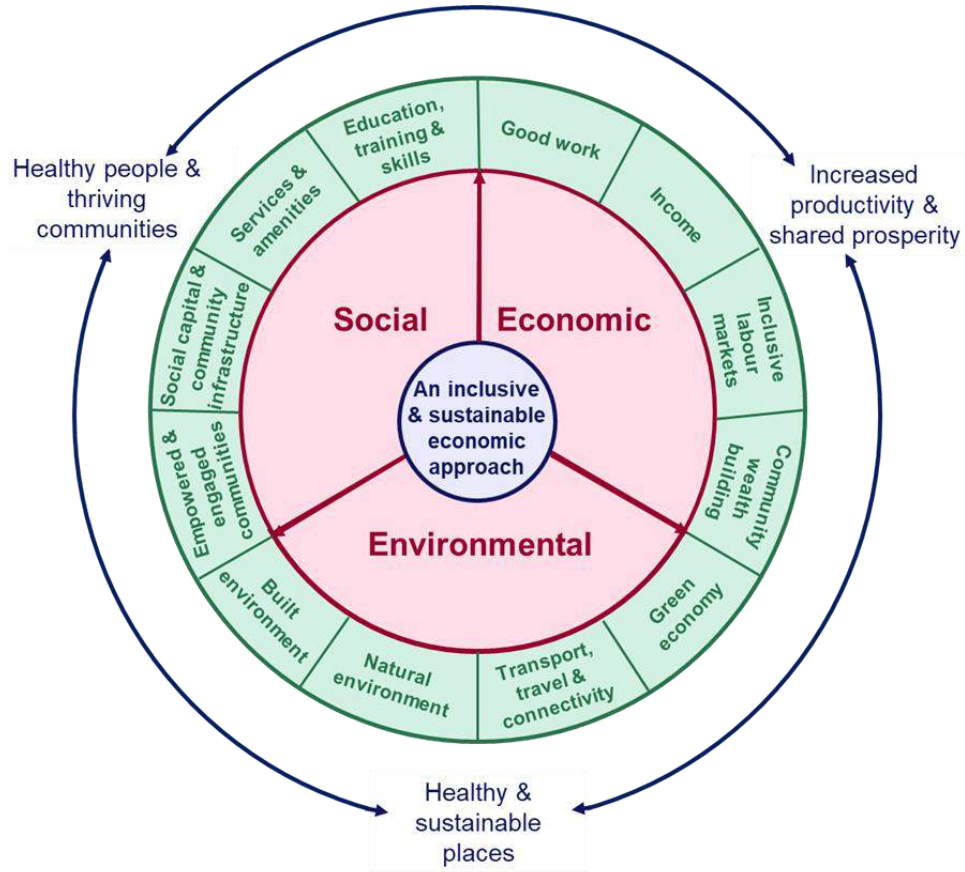 Education,
training &
skills
Good work
Services &
amenities
Income
Healthy people &
thriving
communities
Increased
productivity &
shared prosperity
Social capital &
community
infrastructure
Social
Economic
Inclusive
labour
markets
An inclusive
& sustainable
economic
approach
Empowered &
engaged
communities
Community
wealth
building
Environmental
Built
environment
Green
economy
Natural
environment
Transport,
travel &
connectivity
Healthy &
sustainable
places